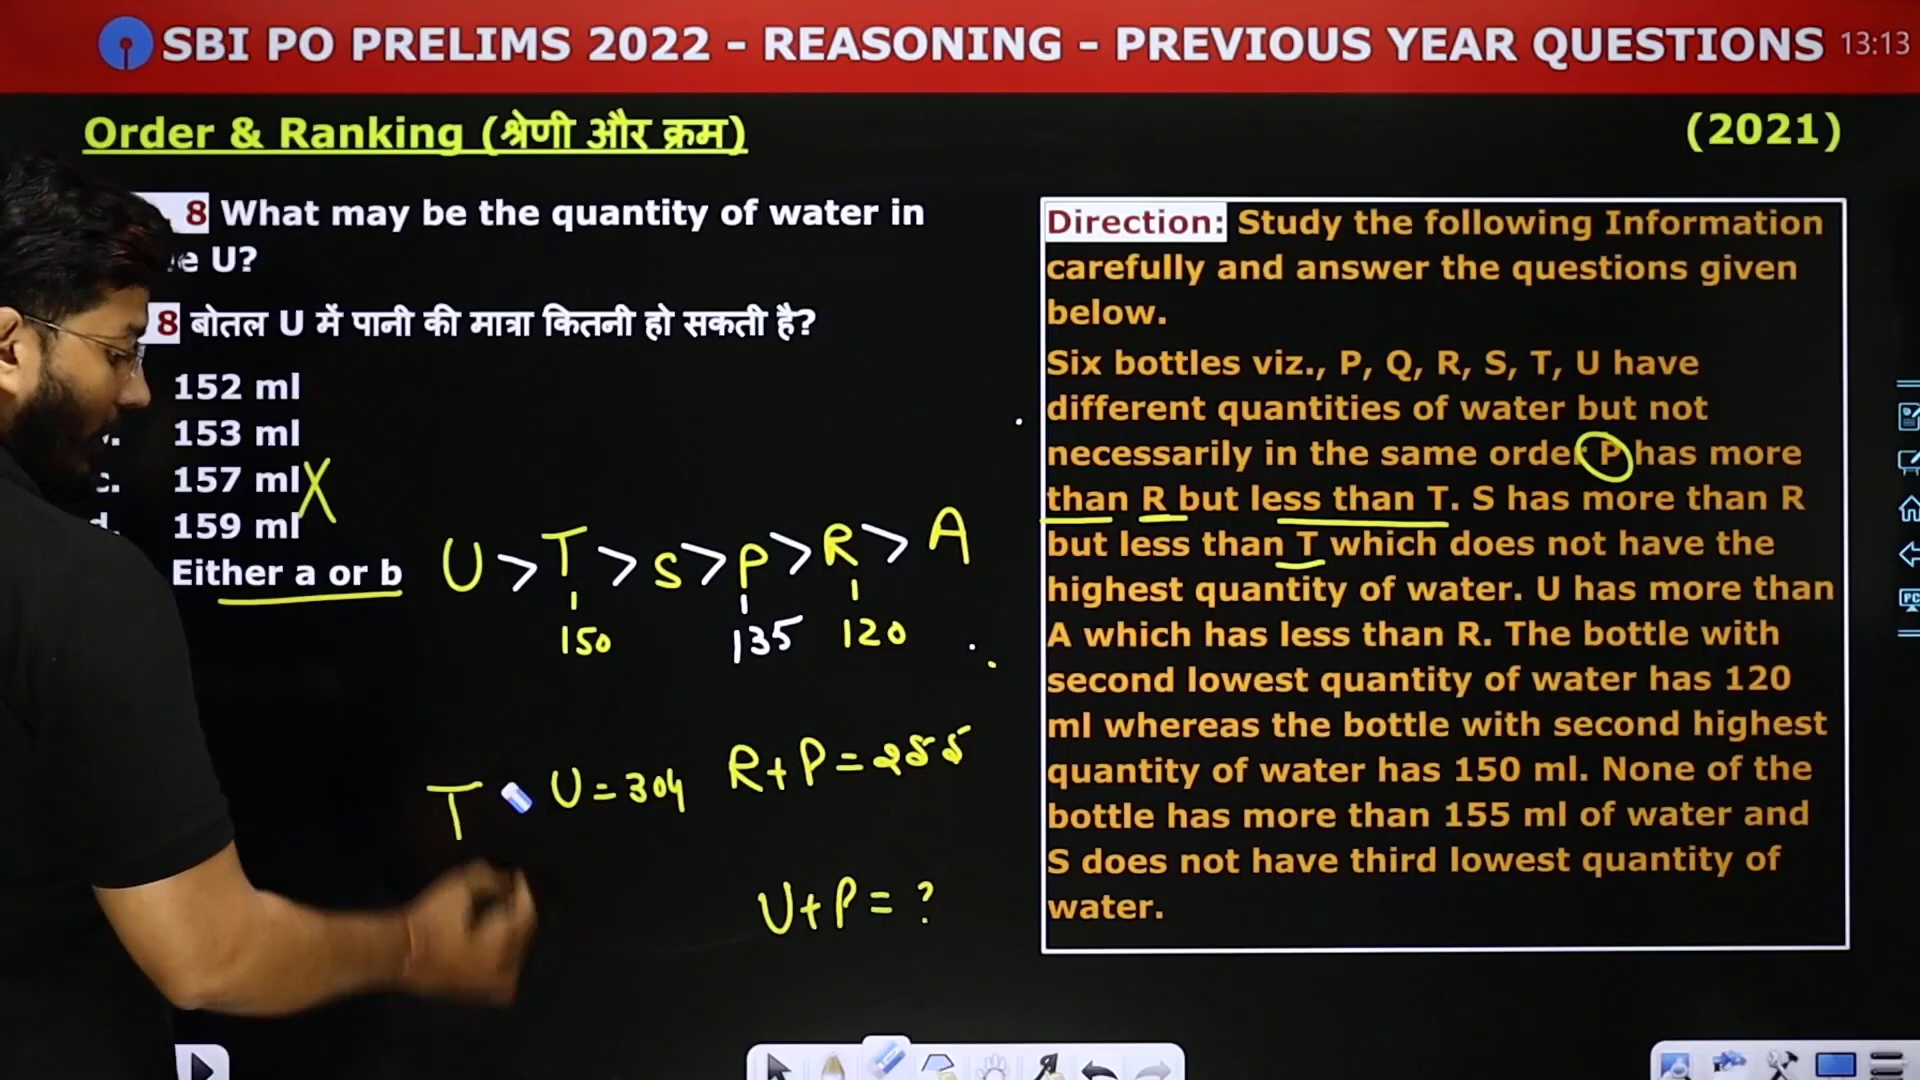 SBI PO PRELIMS 2022 - REASONING - PREVIOUS YEAR QUESTIONS 13:13
Order & Ranking (श्रेणी और क्रम)
(2021)
8 What may be the quantity of water in
e U?
8 बोतल U में पानी की मात्रा कितनी हो सकती है?
152 ml
153 ml
c. 157 ml X
d. 159 ml
Either a or b
U > T > S > P > R > A
150 135 120
T U = 304 R + P = 255
U + P = ?
Direction: Study the following Information
carefully and answer the questions given
below.
Six bottles viz., P, Q, R, S, T, U have
different quantities of water but not
necessarily in the same order P has more
than R but less than T. S has more than R
but less than T which does not have the
highest quantity of water. U has more than
A which has less than R. The bottle with
second lowest quantity of water has 120
ml whereas the bottle with second highest
quantity of water has 150 ml. None of the
bottle has more than 155 ml of water and
S does not have third lowest quantity of
water.